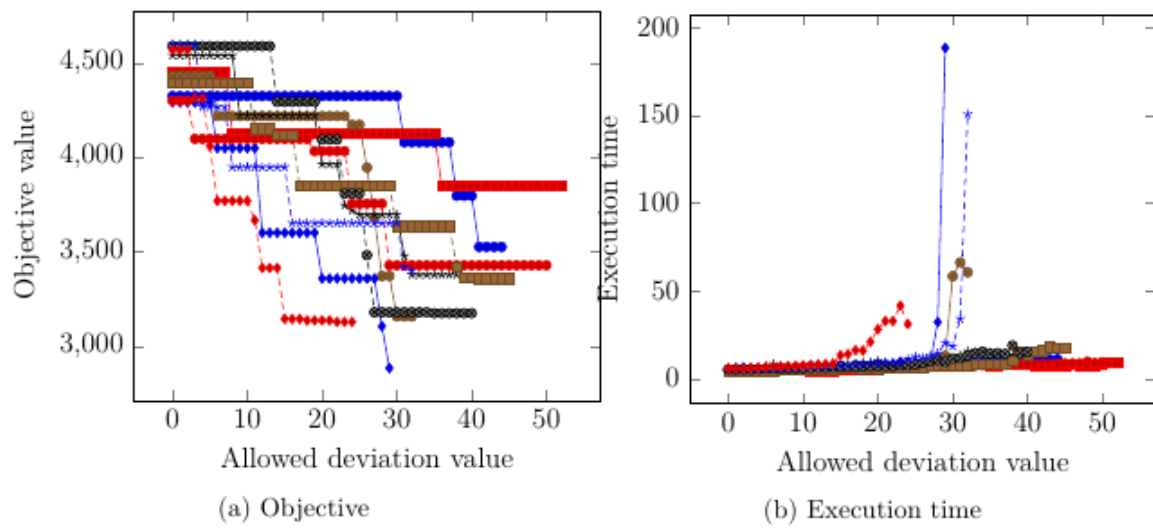 4,500
4,000
3,500
3,000
Objective value
0 10 20 30 40 50
Allowed deviation value
(a) Objective
200
150
100
50
0
Execution time
0 10 20 30 40 50
Allowed deviation value
(b) Execution time